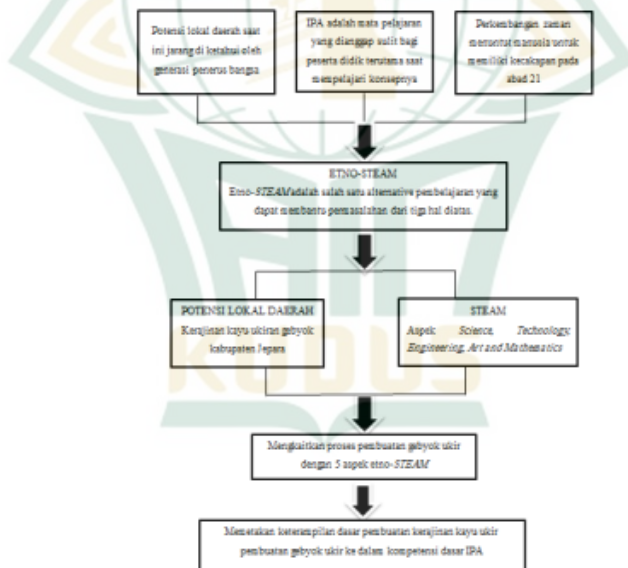 Potensi lokal daerah saat
ini jarang di ketahui oleh
generasi penerus bangsa
IPA adalah mata pelajaran
yang dianggap sulit bagi
peserta didik terutama saat
mempelajari konsepnya
Perkembangan zaman
menuntut manusia untuk
memiliki kecakapan pada
abad 21
ETNO-STEAM
Etno-STEAM adalah salah satu alternative pembelajaran yang
dapat membantu permasalahan dari tiga hal diatas.
POTENSI LOKAL DAERAH
Kerajinan kayu ukiran gebyok
kabupaten Jepara
STEAM
Aspek Science, Technology,
Engineering, Art and Mathematics
Mengkaitkan proses pembuatan gebyok ukir
dengan 5 aspek etno-STEAM
Memetakan keterampilan dasar pembuatan kerajinan kayu ukir
pembuatan gebyok ukir ke dalam kompetensi dasar IPA
KUDUS